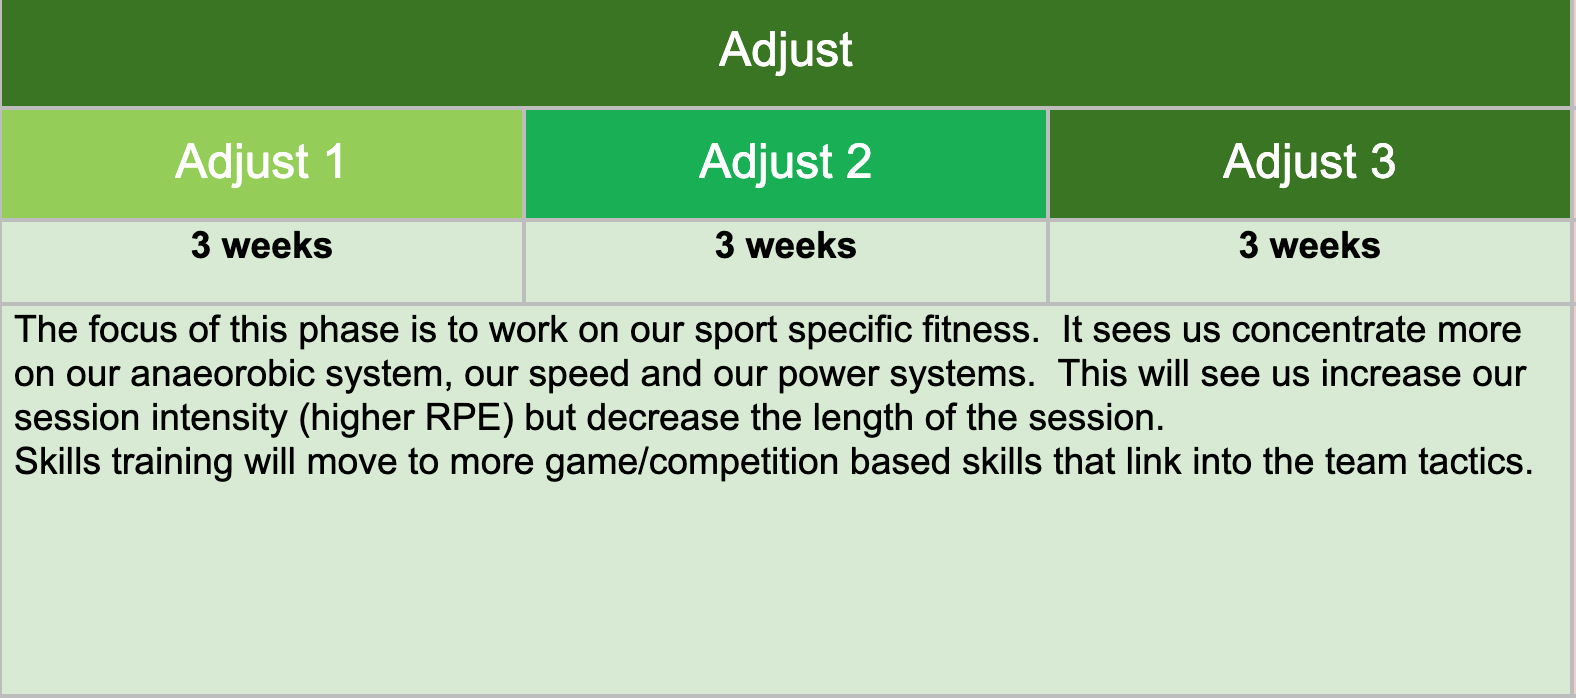 Adjust
Adjust 1 Adjust 2 Adjust 3
3 weeks 3 weeks 3 weeks
The focus of this phase is to work on our sport specific fitness.  It sees us concentrate more
on our anaeorobic system, our speed and our power systems.  This will see us increase our
session intensity (higher RPE) but decrease the length of the session.
Skills training will move to more game/competition based skills that link into the team tactics.